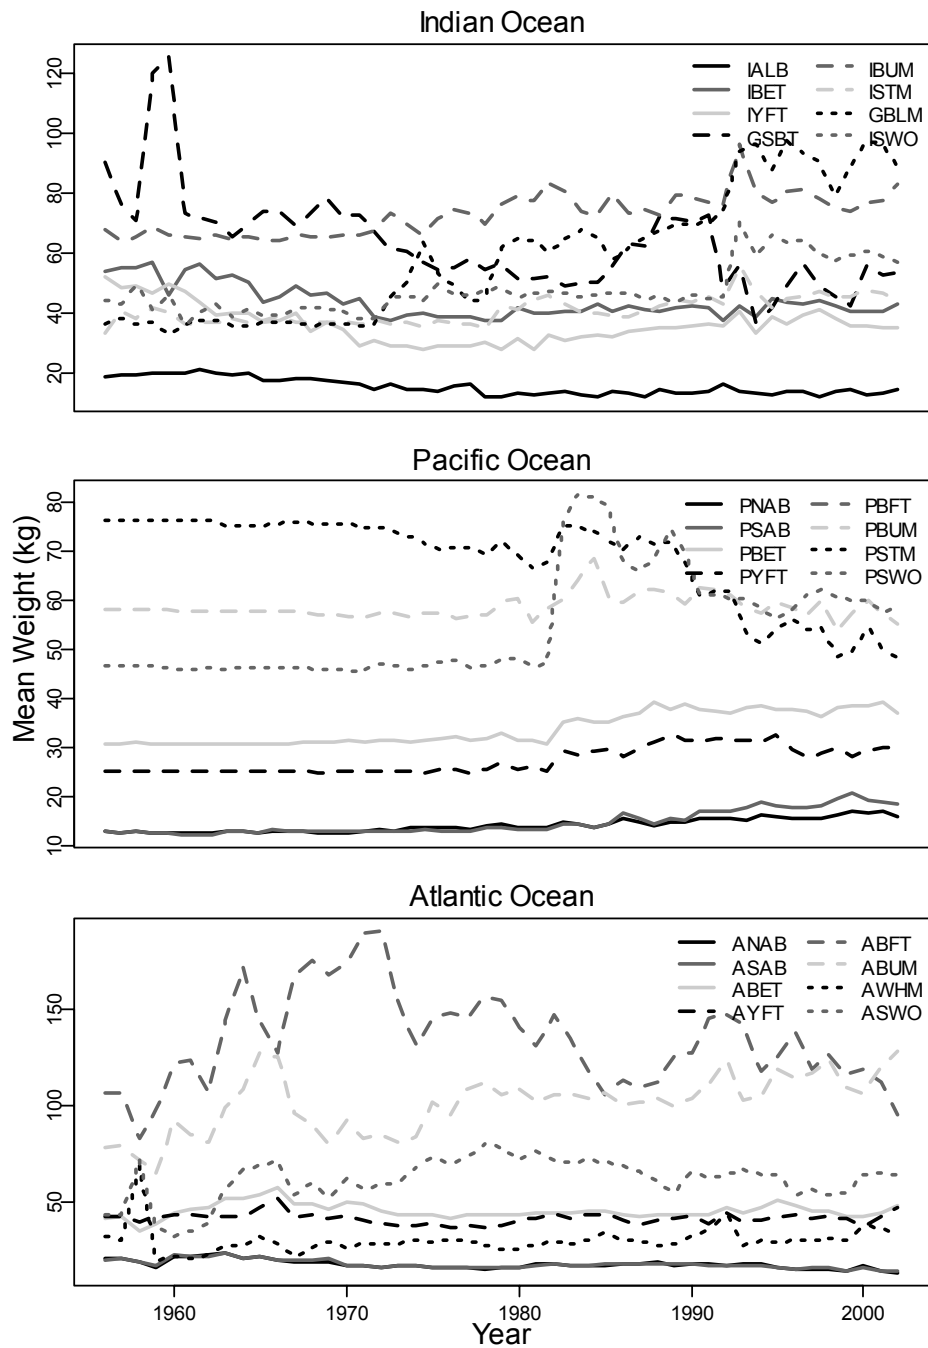 Indian Ocean
120
100
80
60
40
20
IALB IBUM
IBET ISTM
IYFT GBLM
GSBT ISWO
Pacific Ocean
Mean Weight (kg)
80
70
60
50
40
30
20
10
PNAB PBFT
PSAB PBUM
PBET PSTM
PYFT PSWO
Atlantic Ocean
150
100
50
ANAB ABFT
ASAB ABUM
ABET AWHM
AYFT ASWO
1960 1970 1980 1990 2000
Year